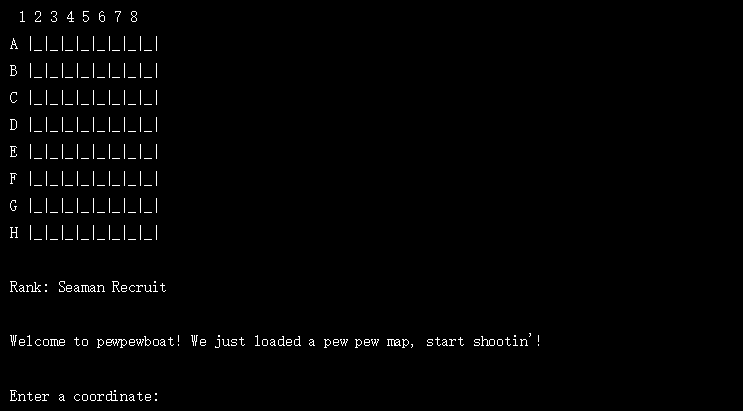 1 2 3 4 5 6 7 8
A |_|_|_|_|_|_|_|_|
B |_|_|_|_|_|_|_|_|
C |_|_|_|_|_|_|_|_|
D |_|_|_|_|_|_|_|_|
E |_|_|_|_|_|_|_|_|
F |_|_|_|_|_|_|_|_|
G |_|_|_|_|_|_|_|_|
H |_|_|_|_|_|_|_|_|
Rank: Seaman Recruit
Welcome to pewpewboat! We just loaded a pew pew map, start shootin'!
Enter a coordinate: